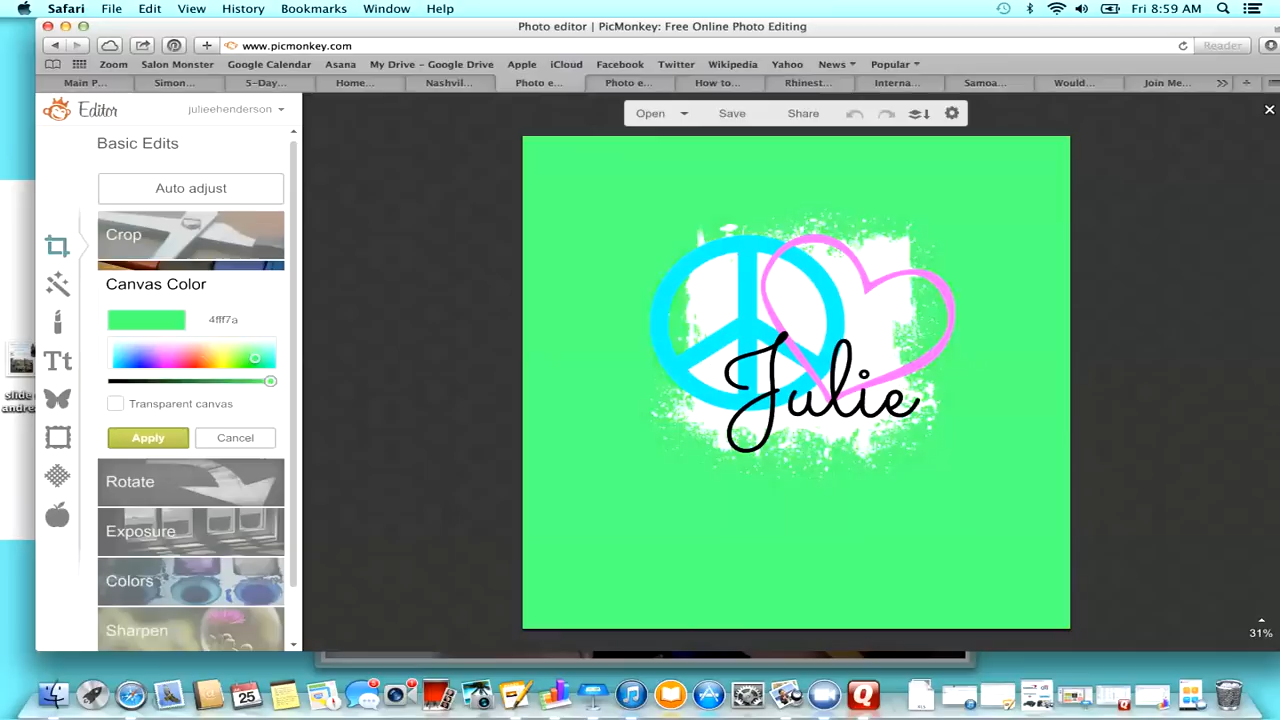 Safari File Edit View History Bookmarks Window Help Fri 8:59 AM
Photo editor | PicMonkey: Free Online Photo Editing
www.picmonkey.com Reader
Zoom Salon Monster Google Calendar Asana My Drive - Google Drive Apple iCloud Facebook Twitter Wikipedia Yahoo News Popular
Main P... Simon... 5-Day... Home... Nashvil... Photo e... Photo e... How to... Rhinest... Interna... Samoa... Would... Join Me...
Editor julieehenderson
Open Save Share
Basic Edits
Auto adjust
Crop
Canvas Color
4fff7a
Transparent canvas
Apply Cancel
Rotate
Exposure
Colors
Sharpen
Tt
Julie
slide
andre
31%
25